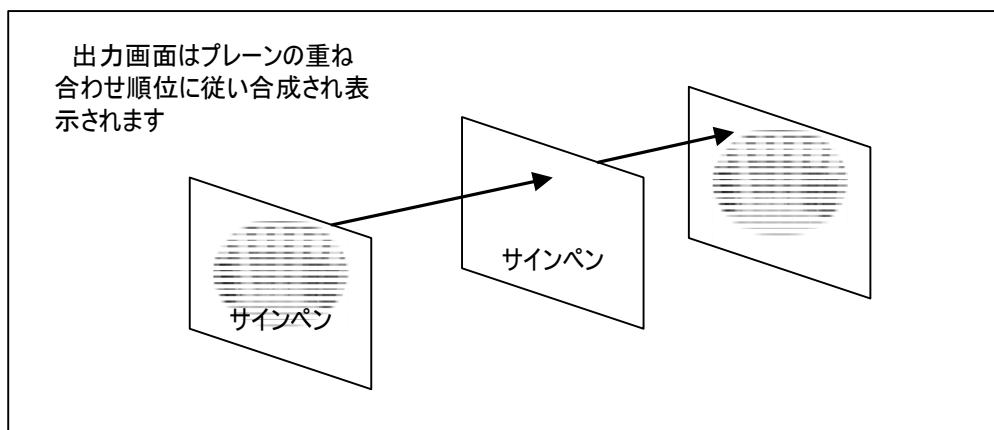 出力画面はプレーンの重ね
合わせ順位に従い合成され表
示されます
サインペン
サインペン